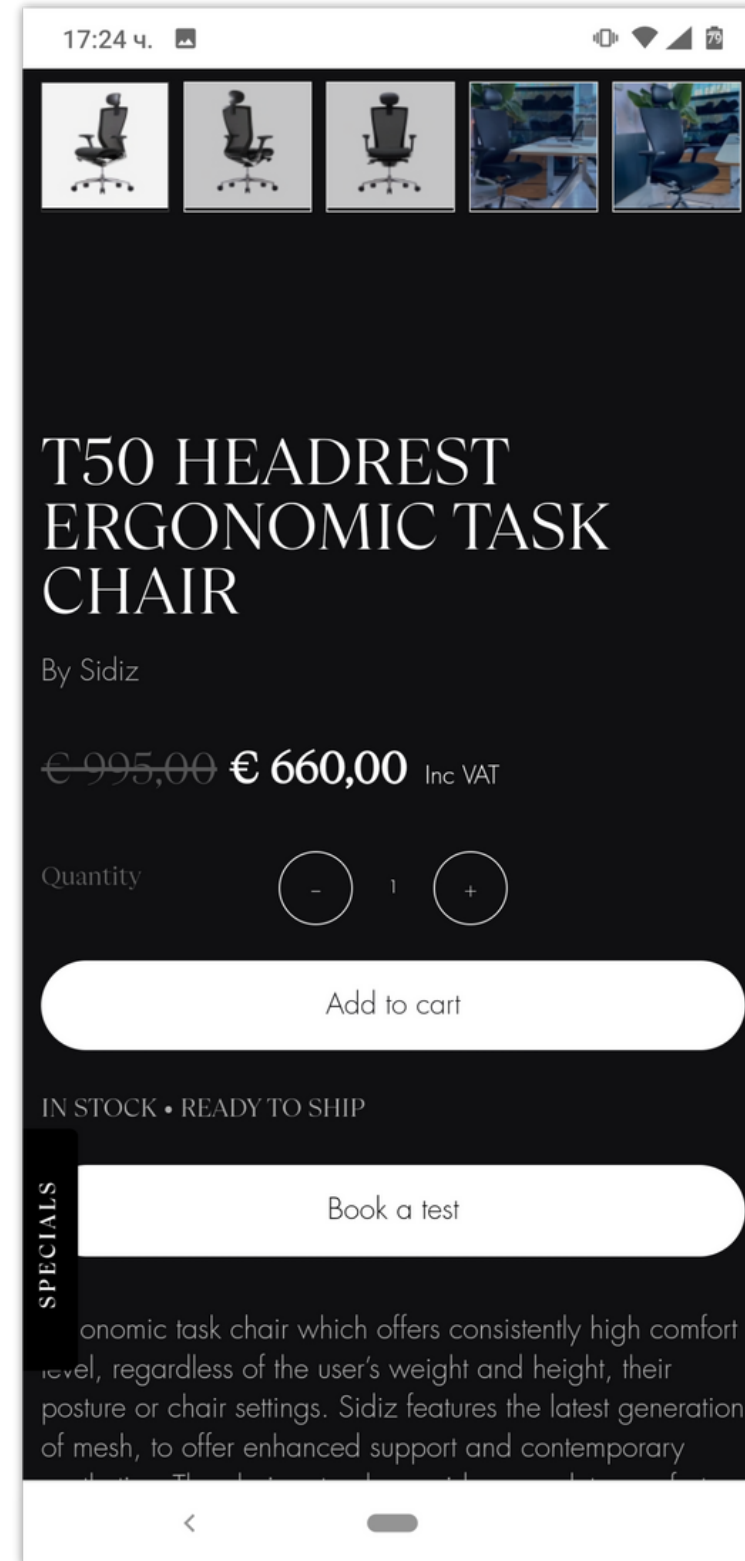 17:24 ч.
79
T50 HEADREST
ERGONOMIC TASK
CHAIR
By Sidiz
€ 995,00 € 660,00 Inc VAT
Quantity - 1 +
Add to cart
IN STOCK • READY TO SHIP
Book a test
SPECIALS
onomic task chair which offers consistently high comfort
level, regardless of the user's weight and height, their
posture or chair settings. Sidiz features the latest generation
of mesh, to offer enhanced support and contemporary